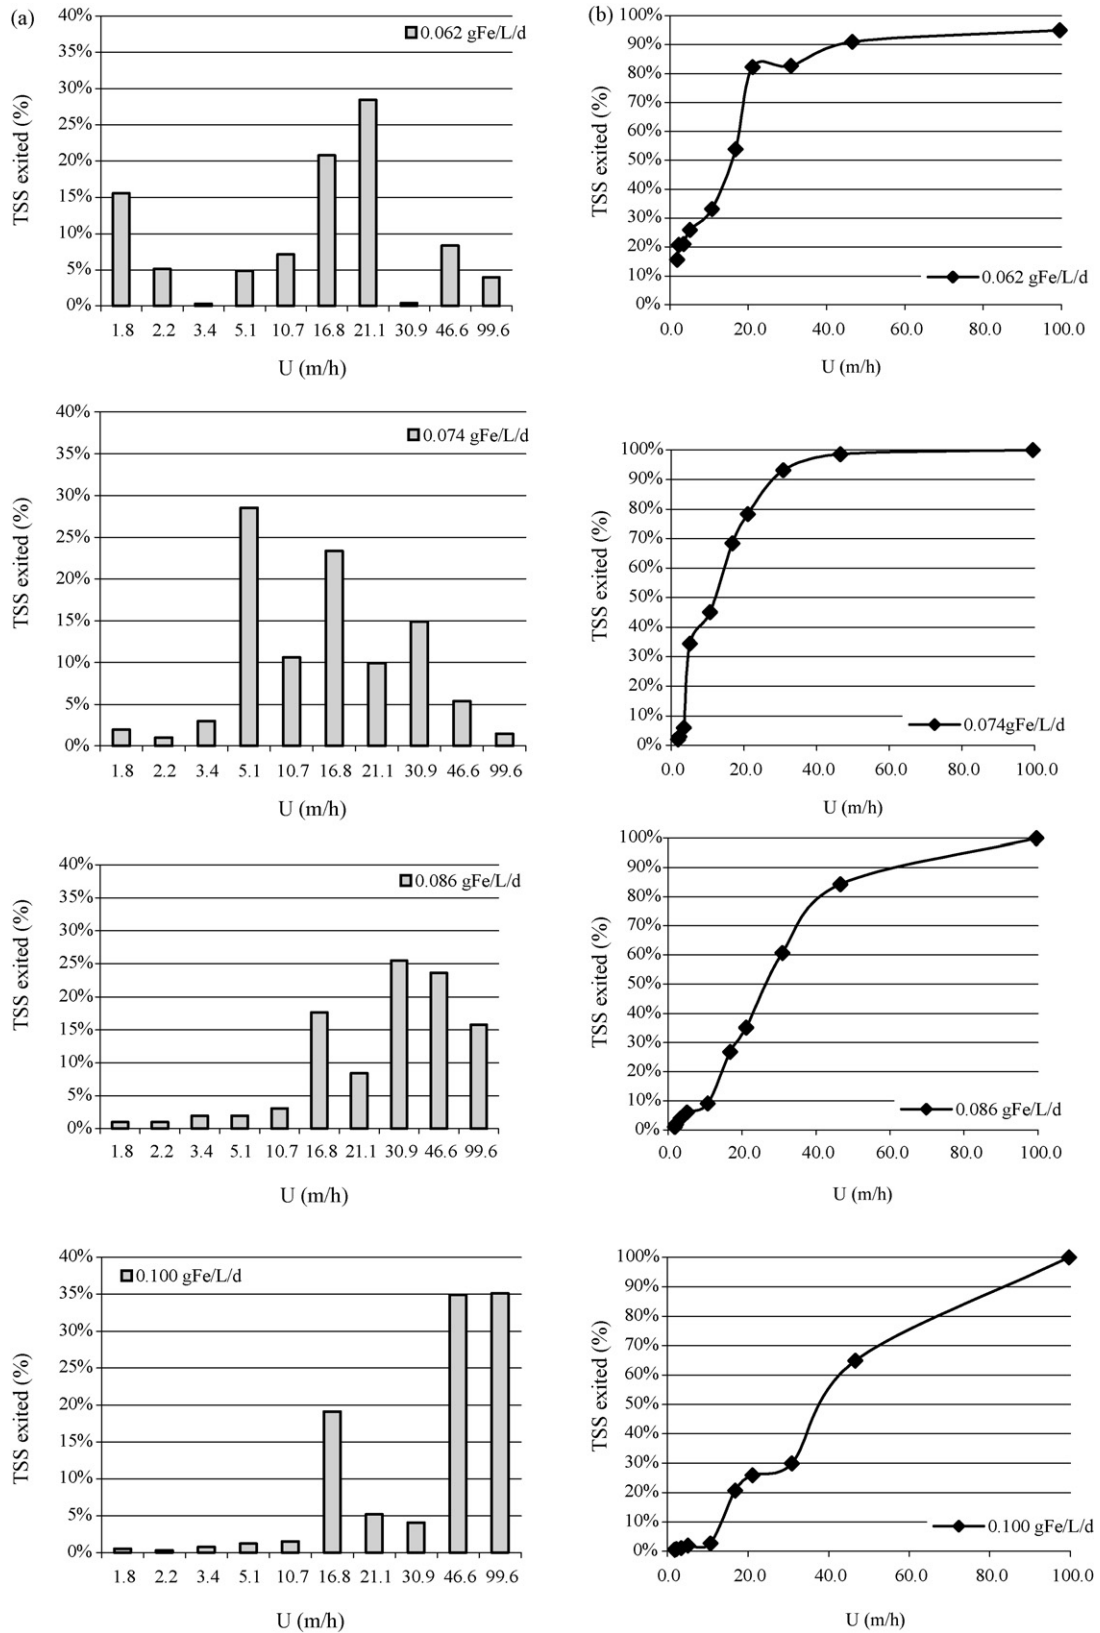 (a)
40%
35%
30%
25%
20%
15%
10%
5%
0%
TSS exited (%)
0.062 gFe/L/d
1.8 2.2 3.4 5.1 10.7 16.8 21.1 30.9 46.6 99.6
U (m/h)
(b)
100%
90%
80%
70%
60%
50%
40%
30%
20%
10%
0%
TSS exited (%)
0.062 gFe/L/d
0.0 20.0 40.0 60.0 80.0 100.0
U (m/h)
40%
35%
30%
25%
20%
15%
10%
5%
0%
TSS exited (%)
0.074 gFe/L/d
1.8 2.2 3.4 5.1 10.7 16.8 21.1 30.9 46.6 99.6
U (m/h)
100%
90%
80%
70%
60%
50%
40%
30%
20%
10%
0%
TSS exited (%)
0.074gFe/L/d
0.0 20.0 40.0 60.0 80.0 100.0
U (m/h)
40%
35%
30%
25%
20%
15%
10%
5%
0%
TSS exited (%)
0.086 gFe/L/d
1.8 2.2 3.4 5.1 10.7 16.8 21.1 30.9 46.6 99.6
U (m/h)
100%
90%
80%
70%
60%
50%
40%
30%
20%
10%
0%
TSS exited (%)
0.086 gFe/L/d
0.0 20.0 40.0 60.0 80.0 100.0
U (m/h)
40%
35%
30%
25%
20%
15%
10%
5%
0%
TSS exited (%)
0.100 gFe/L/d
1.8 2.2 3.4 5.1 10.7 16.8 21.1 30.9 46.6 99.6
U (m/h)
100%
90%
80%
70%
60%
50%
40%
30%
20%
10%
0%
TSS exited (%)
0.100 gFe/L/d
0.0 20.0 40.0 60.0 80.0 100.0
U (m/h)